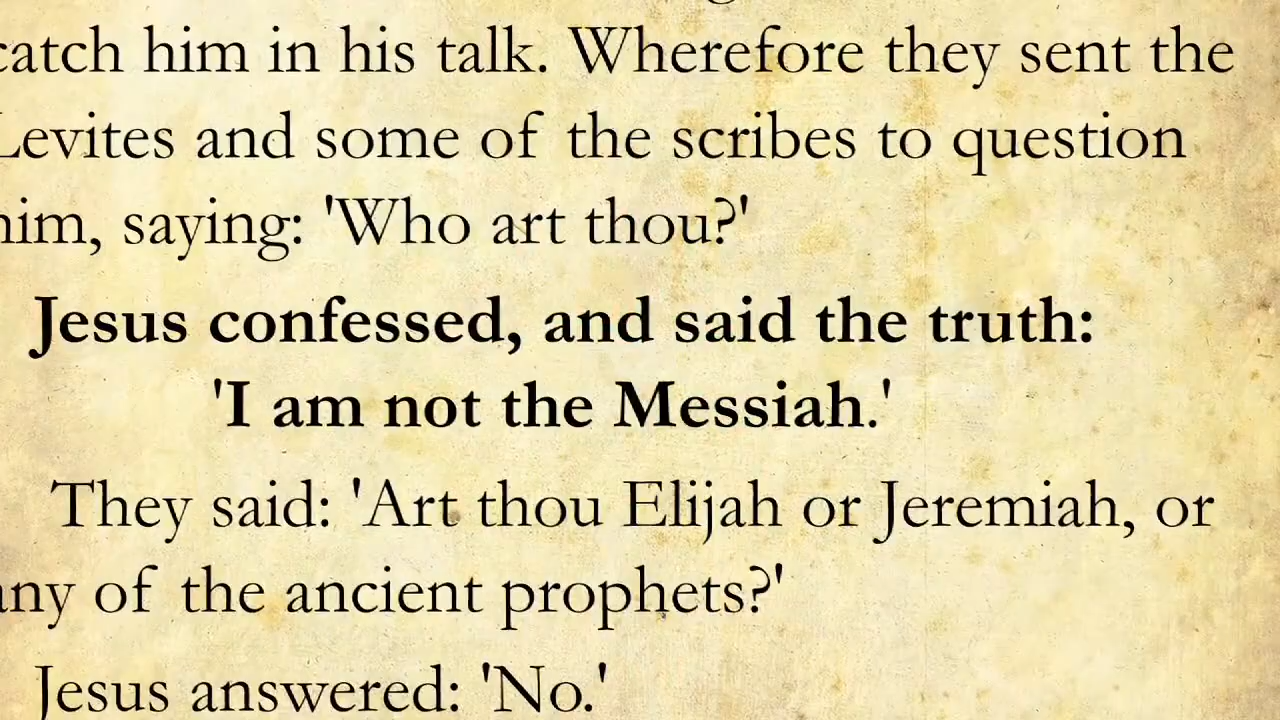 catch him in his talk. Wherefore they sent the
Levites and some of the scribes to question
him, saying: 'Who art thou?'
Jesus confessed, and said the truth:
'I am not the Messiah.'
They said: 'Art thou Elijah or Jeremiah, or
any of the ancient prophets?'
Jesus answered: 'No.'